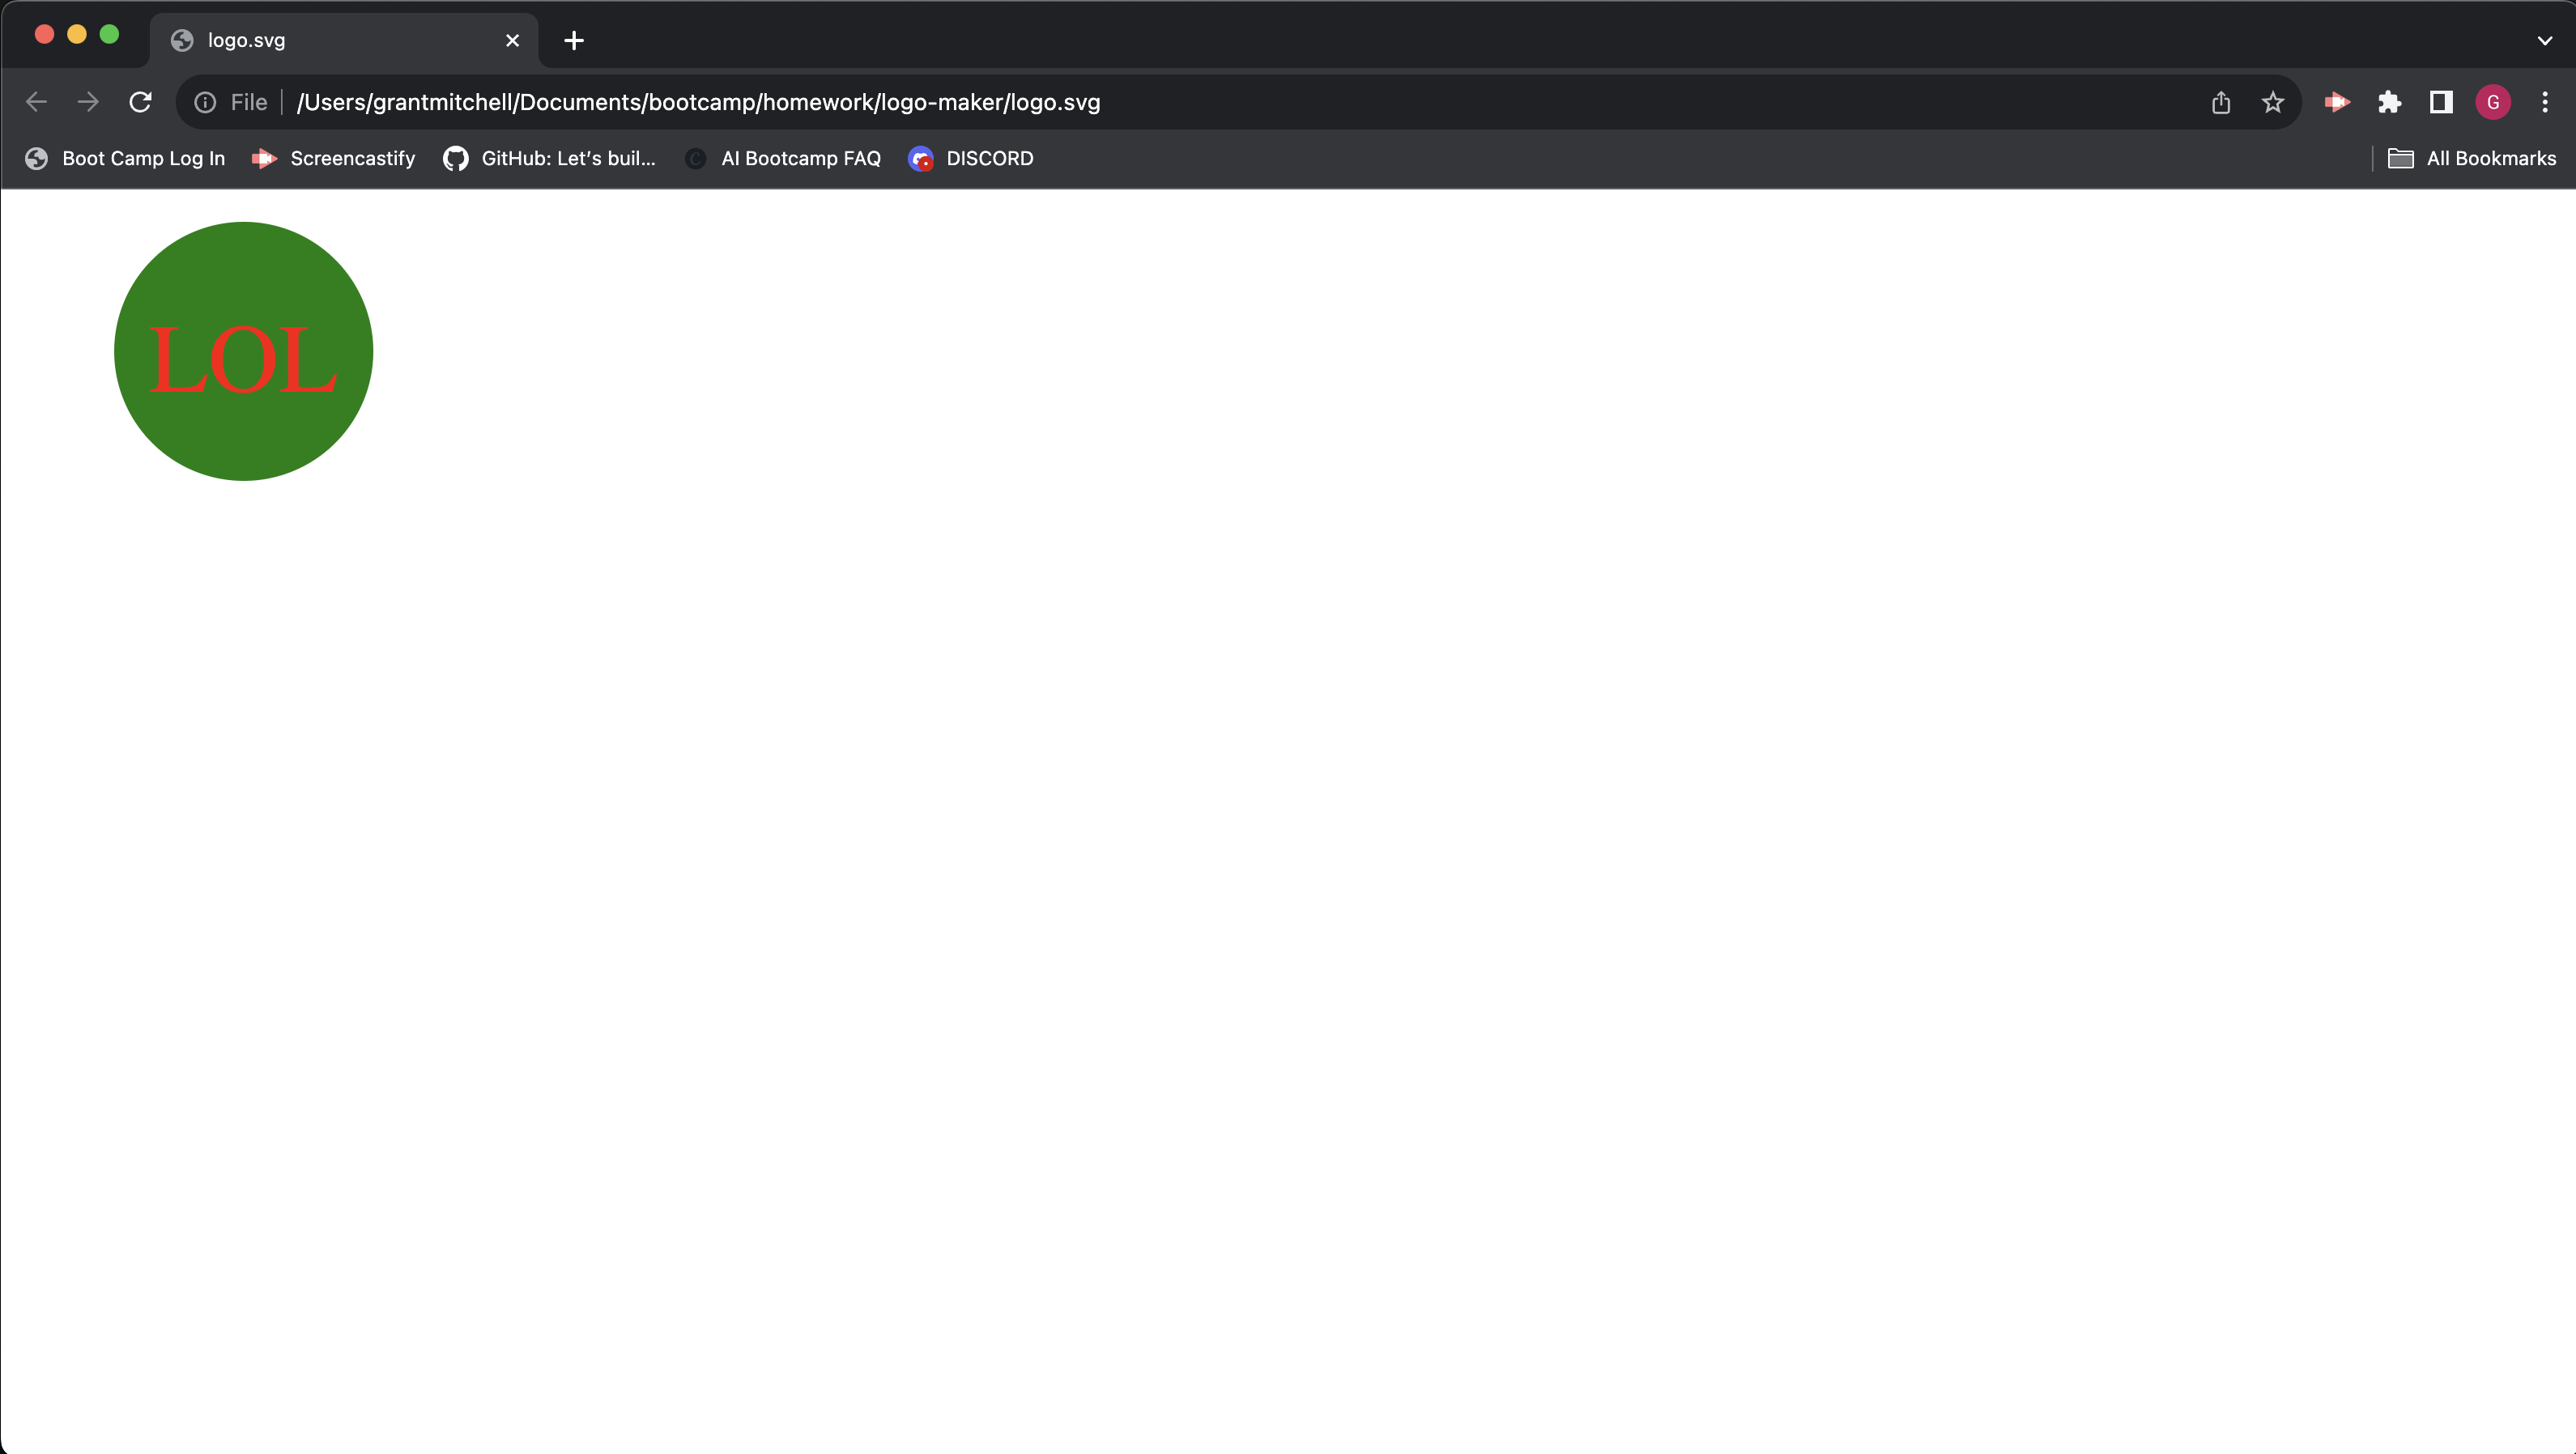 logo.svg
File /Users/grantmitchell/Documents/bootcamp/homework/logo-maker/logo.svg
G
Boot Camp Log In Screencastify GitHub: Let’s buil... C AI Bootcamp FAQ DISCORD All Bookmarks
LOL